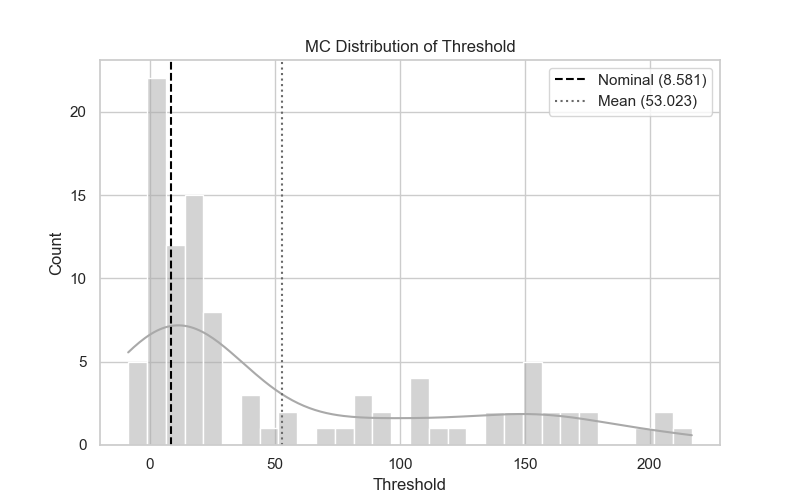 MC Distribution of Threshold
Nominal (8.581)
Mean (53.023)
20
15
10
5
0
Count
0 50 100 150 200
Threshold